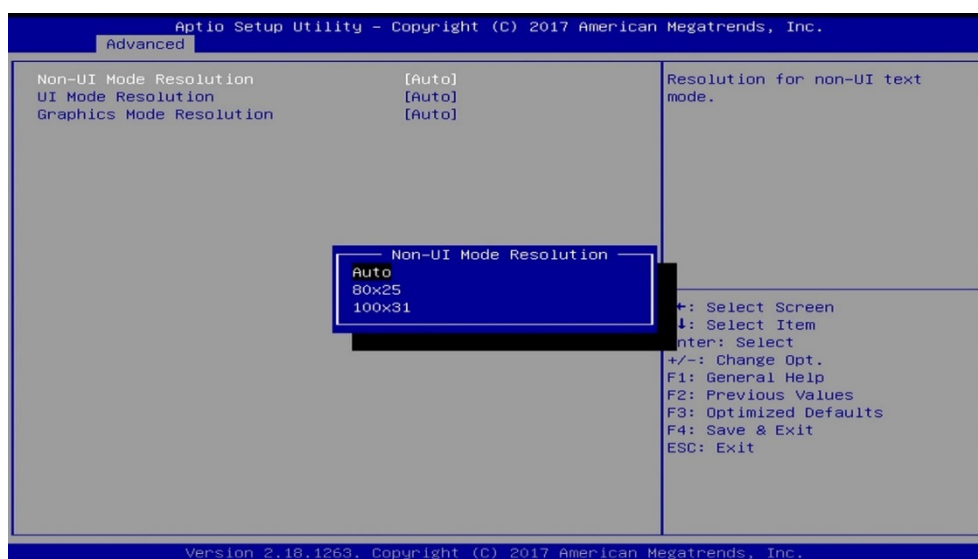 Aptio Setup Utility – Copyright (C) 2017 American Megatrends, Inc.
Advanced
Non-UI Mode Resolution [Auto]
UI Mode Resolution [Auto]
Graphics Mode Resolution [Auto]
Resolution for non-UI text
mode.
Non-UI Mode Resolution
Auto
80x25
100x31
←: Select Screen
↓: Select Item
nter: Select
+/-: Change Opt.
F1: General Help
F2: Previous Values
F3: Optimized Defaults
F4: Save & Exit
ESC: Exit
Version 2.18.1263. Copyright (C) 2017 American Megatrends, Inc.